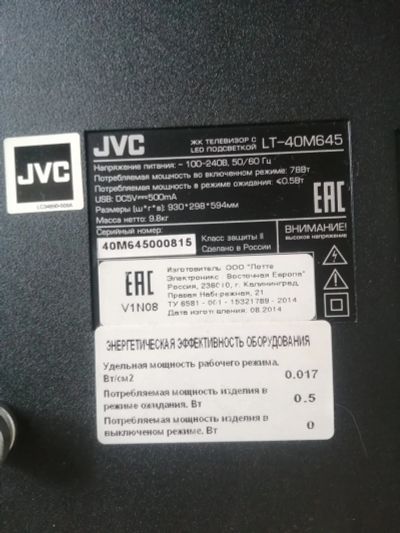 JVC
ЖК ТЕЛЕВИЗОР С
LED ПОДСВЕТКОЙ
LT-40M645
JVC
Напряжение питания: ~ 100-240В, 50/60 Гц
Потребляемая мощность во включенном режиме: 78Вт
Потребляемая мощность в режиме ожидания: <0.5Вт
USB: DC5V 500mA
Размеры (ш*г*в): 930*298*594мм
Масса нетто: 9.8кг
Серийный номер:
40M645000815
Класс защиты II
Сделано в России
EAC
ВНИМАНИЕ!
ВЫСОКОЕ НАПРЯЖЕНИЕ
EAC
V1N08
Изготовитель ООО "Тотте
Электроникс Восточная Европа"
Россия, 236010, г. Калининград,
Правая Набережная, 21
ТУ 6581 - 001 - 15321789 - 2014
Дата изготовления: 08.2014
ЭНЕРГЕТИЧЕСКАЯ ЭФФЕКТИВНОСТЬ ОБОРУДОВАНИЯ
Удельная мощность рабочего режима,
Вт/см2 0.017
Потребляемая мощность изделия в
режиме ожидания. Вт 0.5
Потребляемая мощность изделия в
выключеном режиме. Вт 0